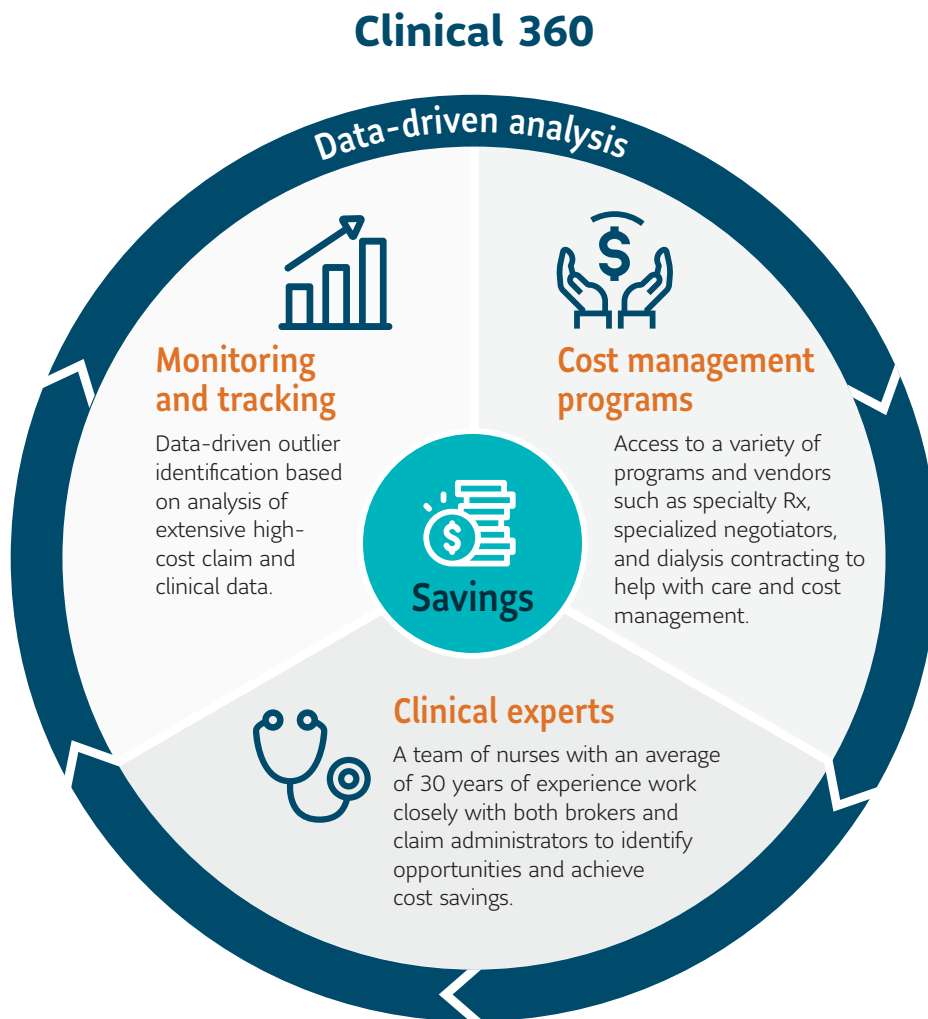 Clinical 360
Data-driven analysis
Monitoring
and tracking
Data-driven outlier
identification based
on analysis of
extensive high-
cost claim and
clinical data.
$
Cost management
programs
Access to a variety of
programs and vendors
such as specialty Rx,
specialized negotiators,
and dialysis contracting to
help with care and cost
management.
$
Savings
Clinical experts
A team of nurses with an average
of 30 years of experience work
closely with both brokers and
claim administrators to identify
opportunities and achieve
cost savings.